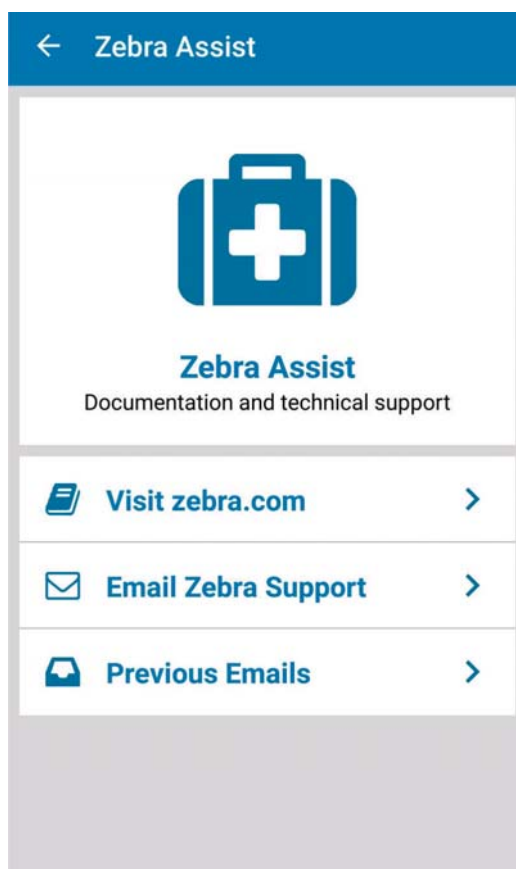 Zebra Assist
Zebra Assist
Documentation and technical support
Visit zebra.com
Email Zebra Support
Previous Emails